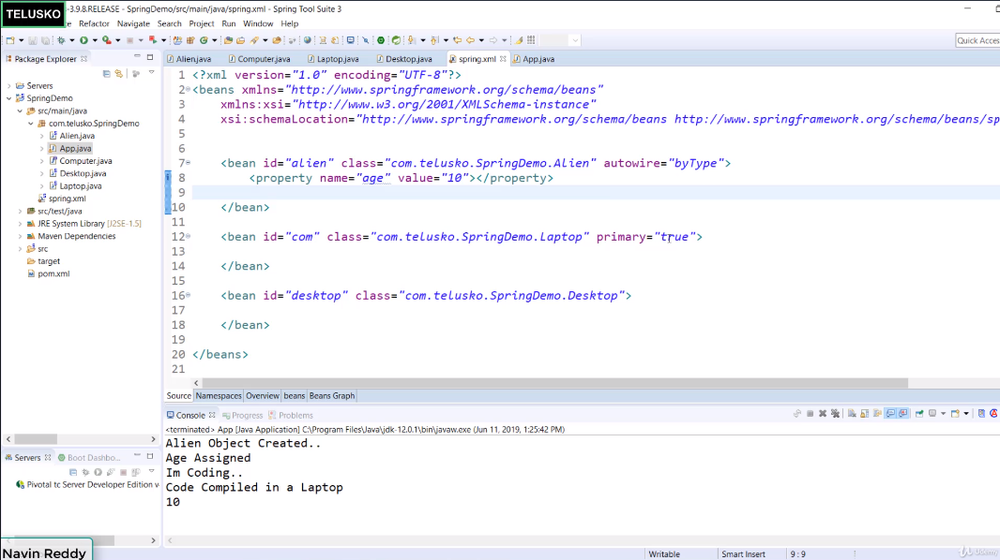 TELUSKO
-3.9.8.RELEASE - SpringDemo/src/main/java/spring.xml - Spring Tool Suite 3
Refactor Navigate Search Project Run Window Help
Quick Acces
Package Explorer
Alien.java Computer.java Laptop.java Desktop.java spring.xml App.java
Servers
SpringDemo
src/main/java
com.telusko.SpringDemo
Alien.java
App.java
Computer.java
Desktop.java
Laptop.java
spring.xml
src/test/java
JRE System Library [J2SE-1.5]
Maven Dependencies
src
target
pom.xml
1 <?xml version="1.0" encoding="UTF-8"?>
2 <beans xmlns="http://www.springframework.org/schema/beans"
3 xmlns:xsi="http://www.w3.org/2001/XMLSchema-instance"
4 xsi:schemaLocation="http://www.springframework.org/schema/beans http://www.springframework.org/schema/beans/sp
5
6
7 <bean id="alien" class="com.telusko.SpringDemo.Alien" autowire="byType">
8 <property name="age" value="10"></property>
9
10 </bean>
11
12 <bean id="com" class="com.telusko.SpringDemo.Laptop" primary="true">
13
14 </bean>
15
16 <bean id="desktop" class="com.telusko.SpringDemo.Desktop">
17
18 </bean>
19
20 </beans>
21
Source Namespaces Overview beans Beans Graph
Console Progress Problems
<terminated> App [Java Application] C:\Program Files\Java\jdk-12.0.1\bin\javaw.exe (Jun 11, 2019, 1:25:42 PM)
Alien Object Created..
Age Assigned
Im Coding..
Code Compiled in a Laptop
10
Servers Boot Dashbo...
Pivotal tc Server Developer Edition v
Navin Reddy
Writable Smart Insert 9 : 9
Udemy